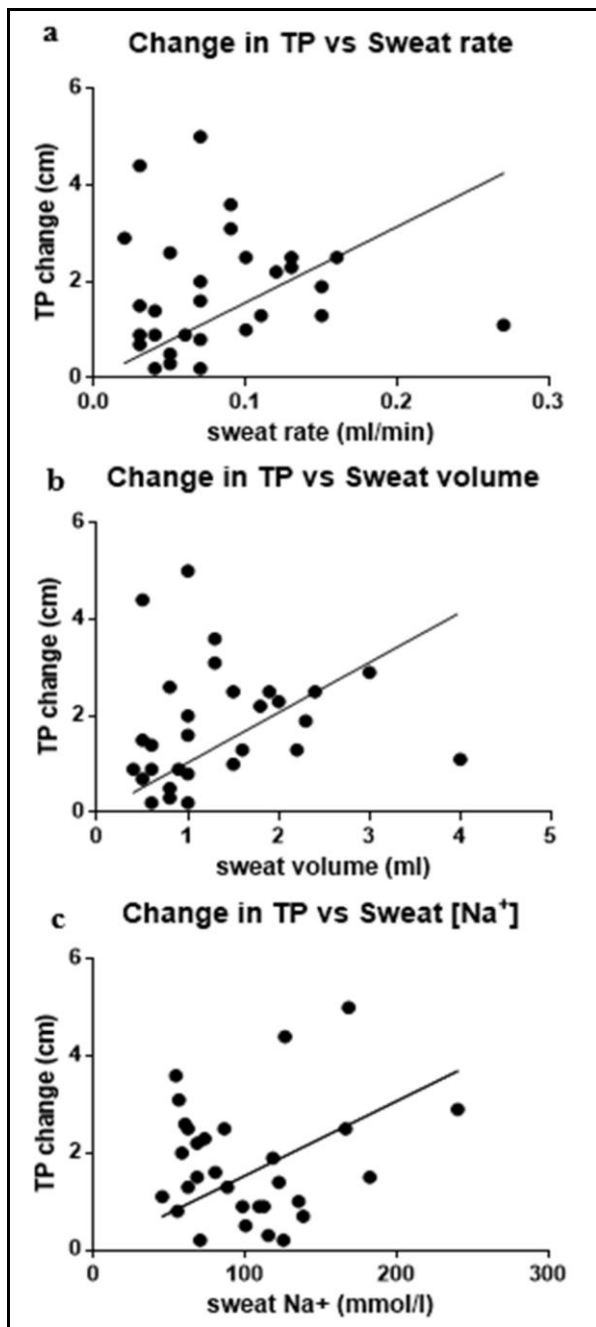 a Change in TP vs Sweat rate
6
4
2
0
TP change (cm)
0.0 0.1 0.2 0.3
sweat rate (ml/min)
b Change in TP vs Sweat volume
6
4
2
0
TP change (cm)
0 1 2 3 4 5
sweat volume (ml)
c Change in TP vs Sweat [Na⁺]
6
4
2
0
TP change (cm)
0 100 200 300
sweat Na+ (mmol/l)